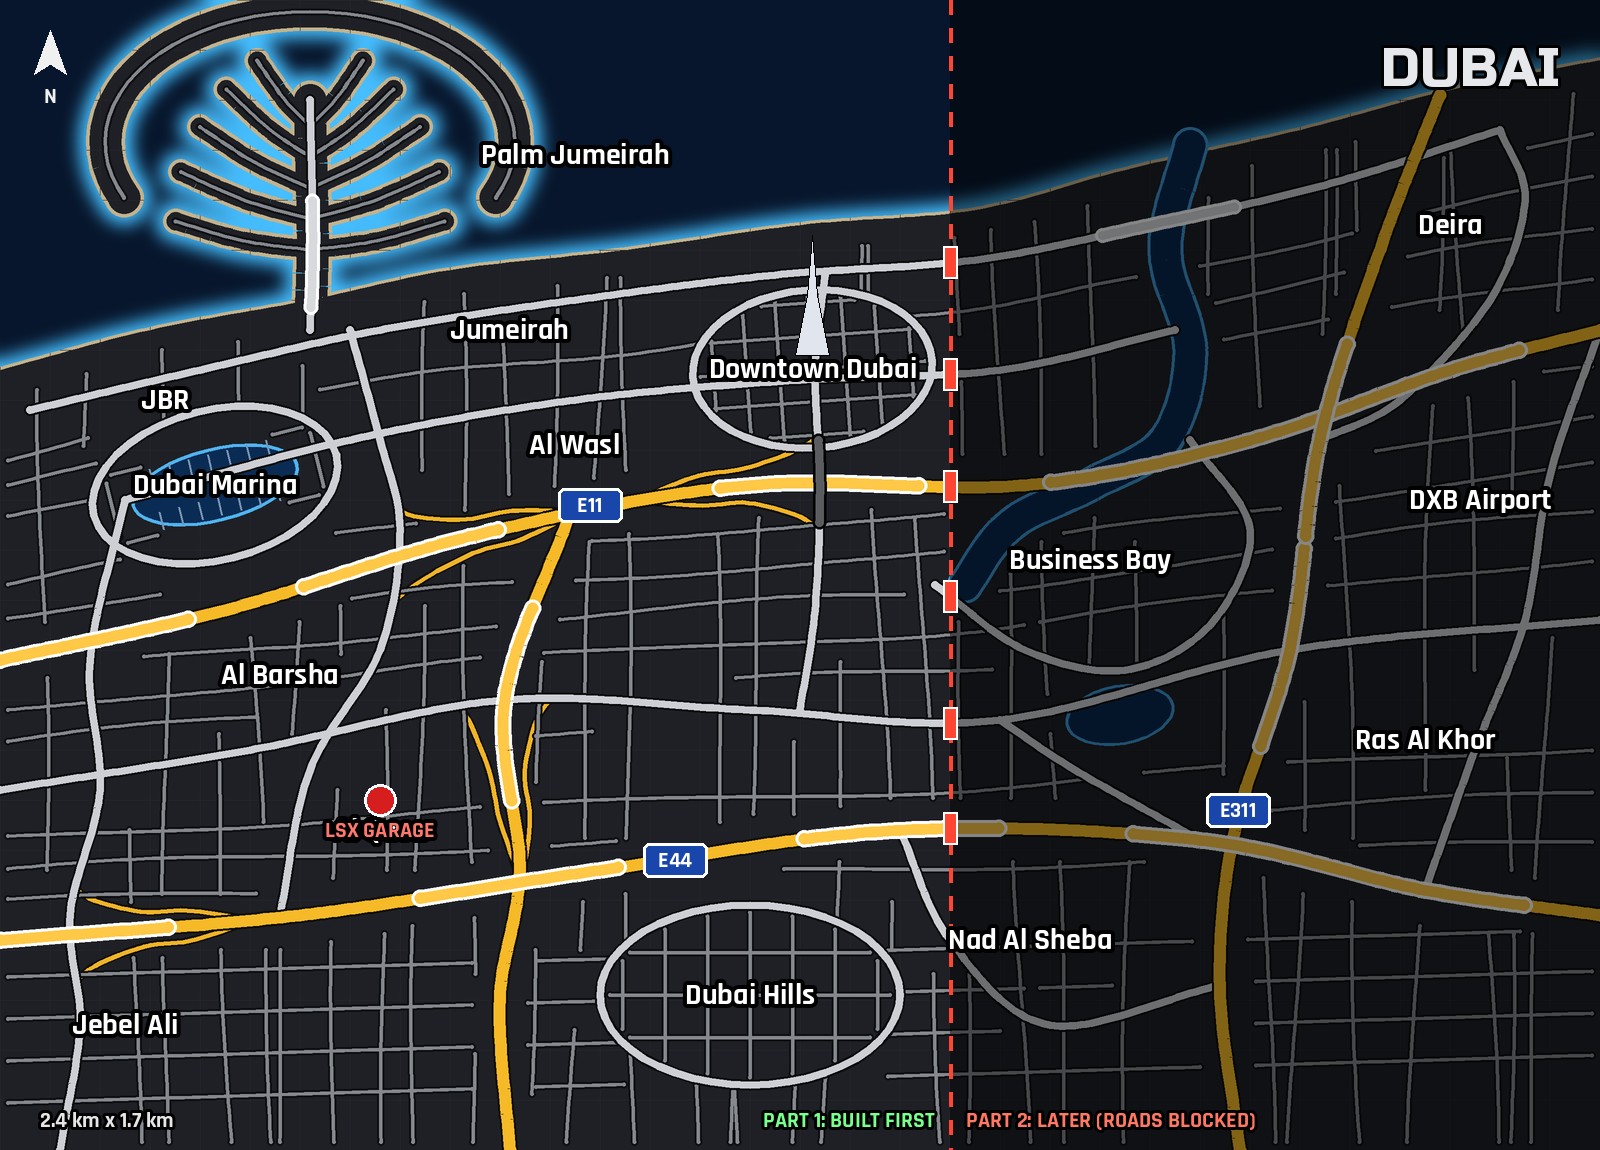 DUBAI
N
Palm Jumeirah
Deira
Jumeirah
Downtown Dubai
JBR
Al Wasl
Dubai Marina
E11
DXB Airport
Business Bay
Al Barsha
Ras Al Khor
E311
LSX GARAGE
E44
Nad Al Sheba
Dubai Hills
Jebel Ali
2.4 km x 1.7 km
PART 1: BUILT FIRST
PART 2: LATER (ROADS BLOCKED)